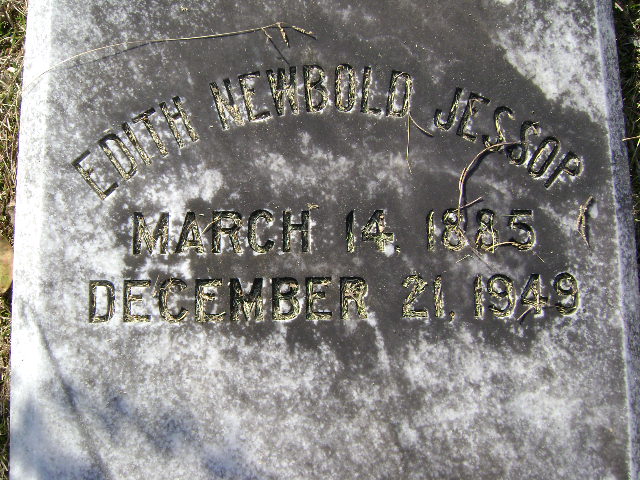 EDITH NEWBOLD JESSOP
MARCH 14, 1885
DECEMBER 21, 1949